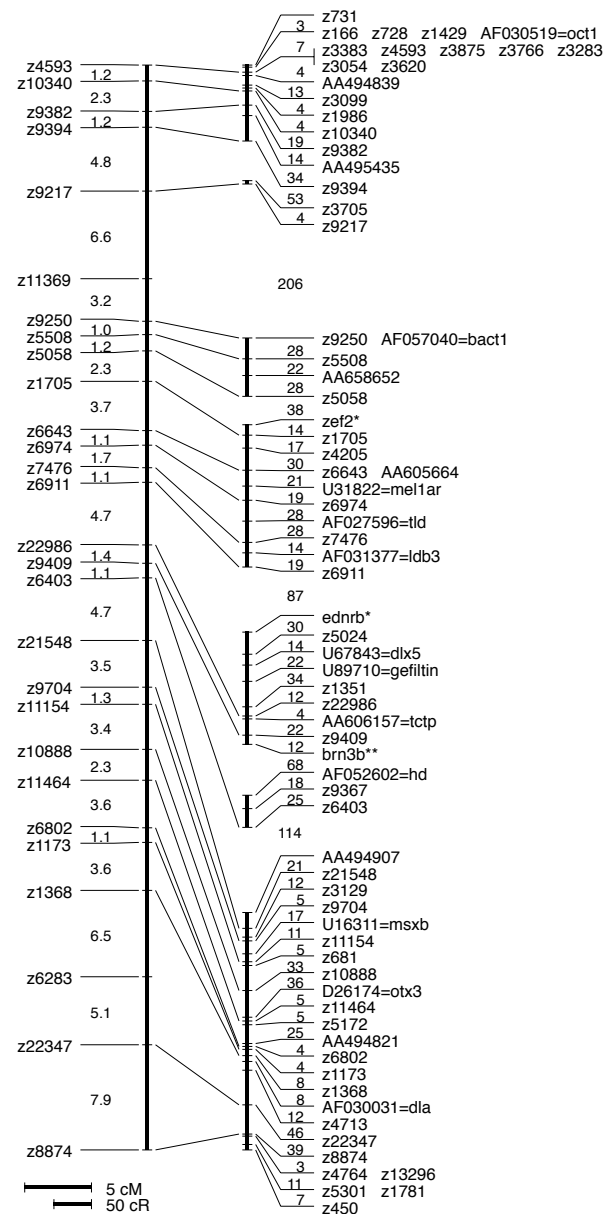 z731
3
z166 z728 z1429 AF030519=oct1
7
z3383 z4593 z3875 z3766 z3283
z3054 z3620
4
AA494839
13
z3099
4
z1986
4
z10340
19
z9382
14
AA495435
34
z9394
53
z3705
4
z9217
206
z9250 AF057040=bact1
28
z5508
22
AA658652
28
z5058
38
zef2*
14
z1705
17
z4205
30
z6643 AA605664
21
U31822=mel1ar
19
z6974
28
AF027596=tld
28
z7476
14
AF031377=ldb3
19
z6911
87
ednrb*
30
z5024
14
U67843=dlx5
22
U89710=gefiltin
34
z1351
12
z22986
4
AA606157=tctp
22
z9409
12
brn3b**
68
AF052602=hd
18
z9367
25
z6403
114
AA494907
21
z21548
12
z3129
5
z9704
17
U16311=msxb
11
z11154
5
z681
33
z10888
36
D26174=otx3
5
z11464
5
z5172
25
AA494821
4
z6802
4
z1173
8
z1368
8
AF030031=dla
12
z4713
46
z22347
39
z8874
3
z4764 z13296
11
z5301 z1781
7
z450
z4593
1.2
z10340
2.3
z9382
1.2
z9394
4.8
z9217
6.6
z11369
3.2
z9250
1.0
z5508
1.2
z5058
2.3
z1705
3.7
z6643
1.1
z6974
1.7
z7476
1.1
z6911
4.7
z22986
1.4
z9409
1.1
z6403
4.7
z21548
3.5
z9704
1.3
z11154
3.4
z10888
2.3
z11464
3.6
z6802
1.1
z1173
3.6
z1368
6.5
z6283
5.1
z22347
7.9
z8874
5 cM
50 cR